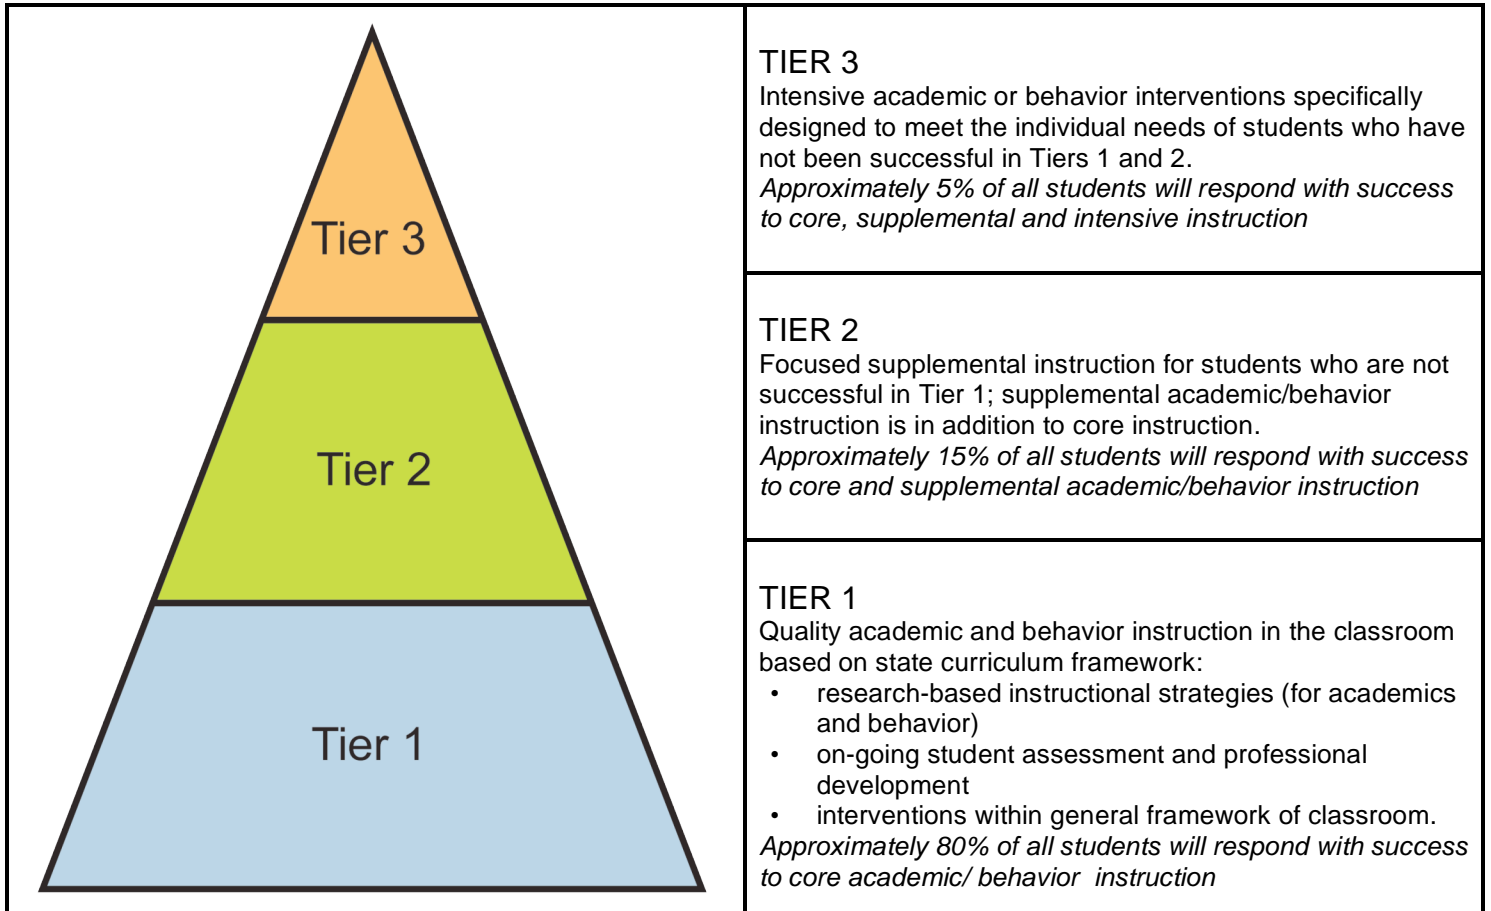 Tier 3
Tier 2
Tier 1
TIER 3
Intensive academic or behavior interventions specifically
designed to meet the individual needs of students who have
not been successful in Tiers 1 and 2.
Approximately 5% of all students will respond with success
to core, supplemental and intensive instruction
TIER 2
Focused supplemental instruction for students who are not
successful in Tier 1; supplemental academic/behavior
instruction is in addition to core instruction.
Approximately 15% of all students will respond with success
to core and supplemental academic/behavior instruction
TIER 1
Quality academic and behavior instruction in the classroom
based on state curriculum framework:
• research-based instructional strategies (for academics
and behavior)
• on-going student assessment and professional
development
• interventions within general framework of classroom.
Approximately 80% of all students will respond with success
to core academic/ behavior instruction